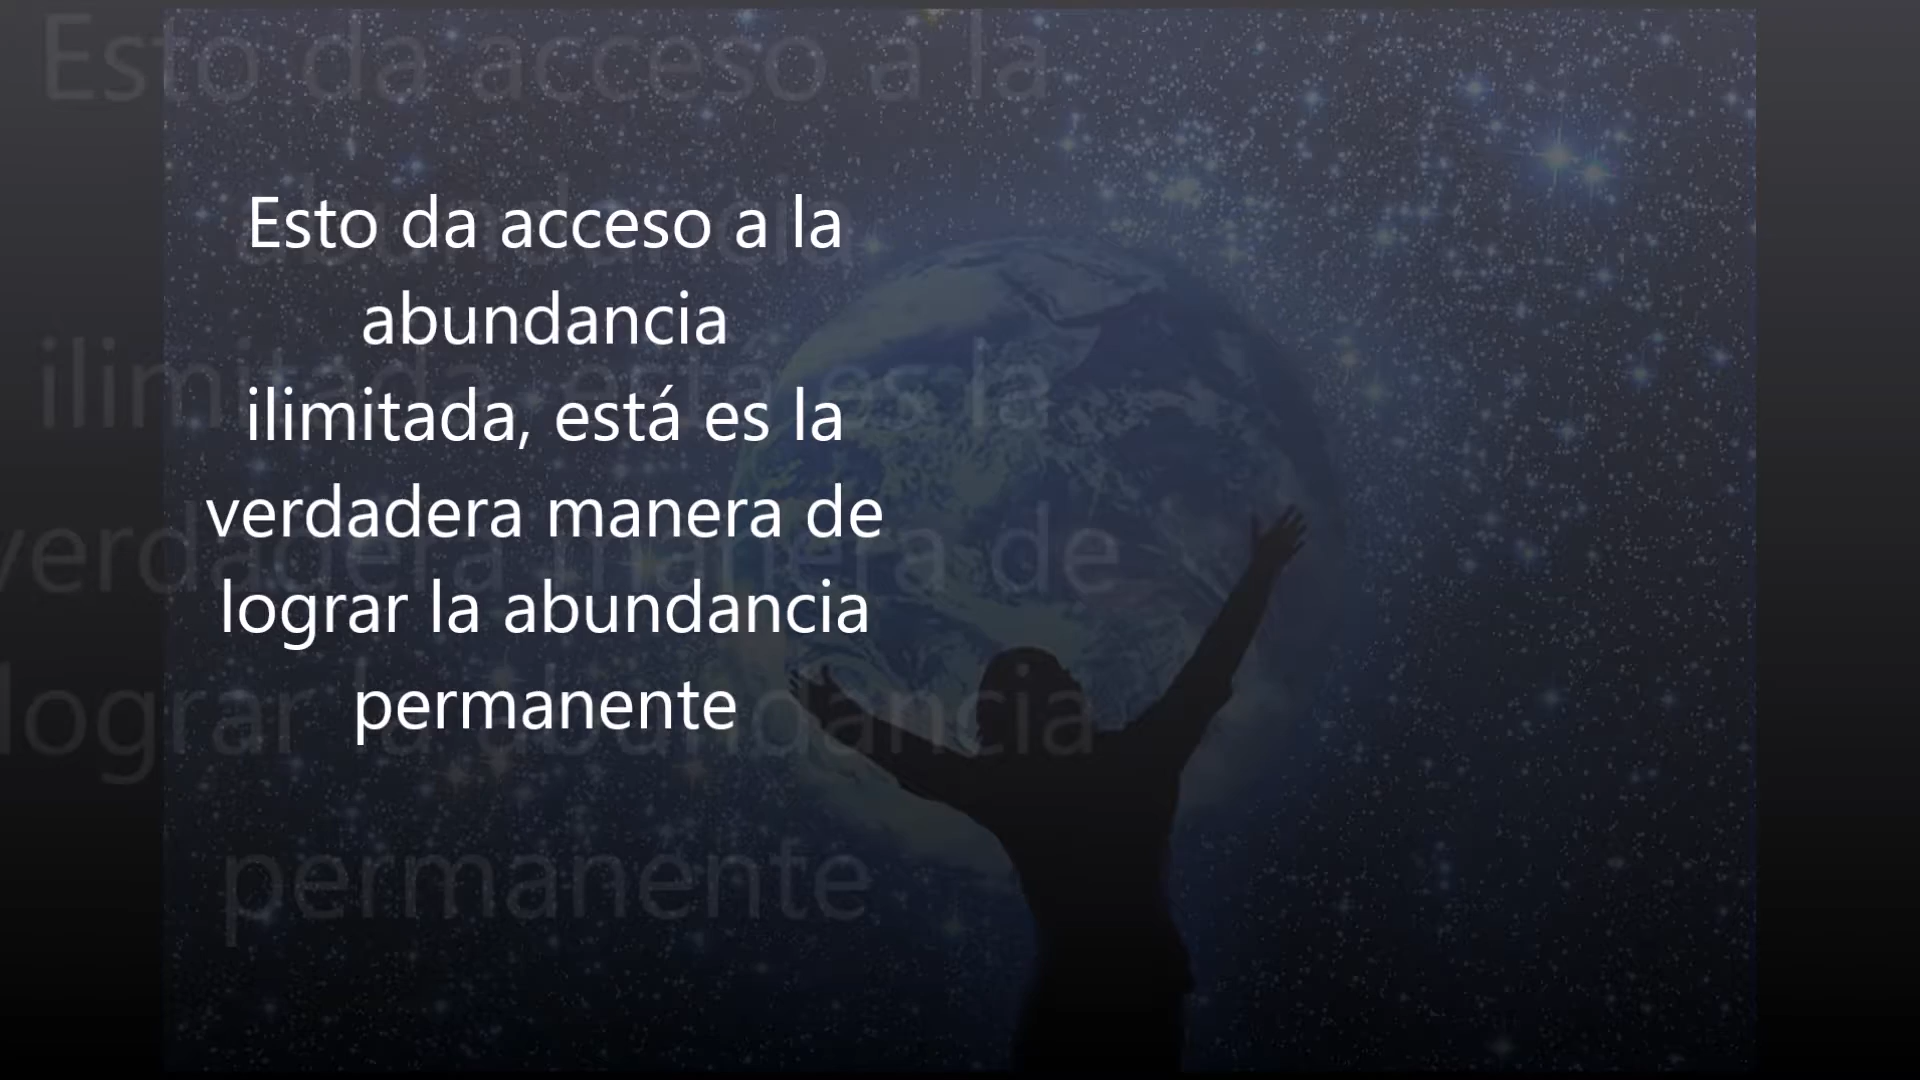 Esto da acceso a la
abundancia
ilimitada, está es la
verdadera manera de
lograr la abundancia
permanente